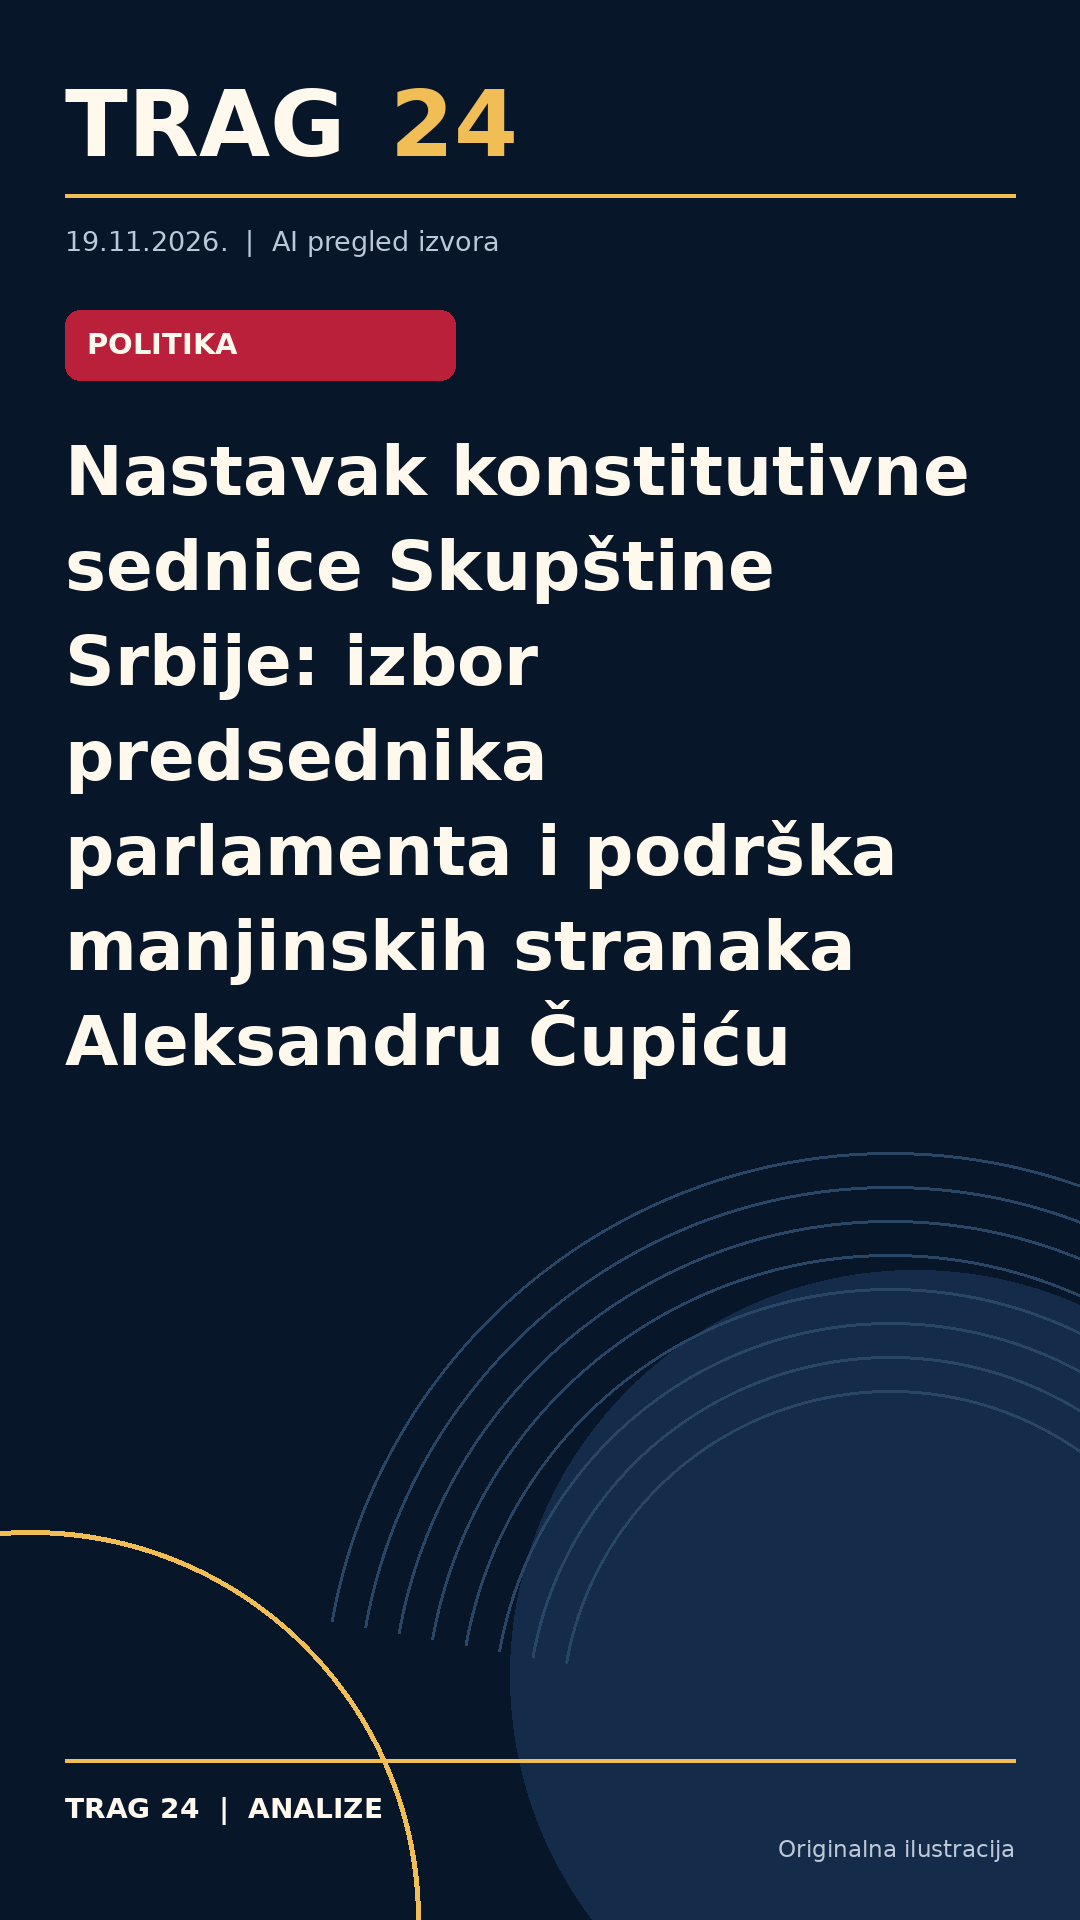 TRAG 24
19.11.2026. | AI pregled izvora
POLITIKA
Nastavak konstitutivne
sednice Skupštine
Srbije: izbor
predsednika
parlamenta i podrška
manjinskih stranaka
Aleksandru Čupiću
TRAG 24 | ANALIZE
Originalna ilustracija